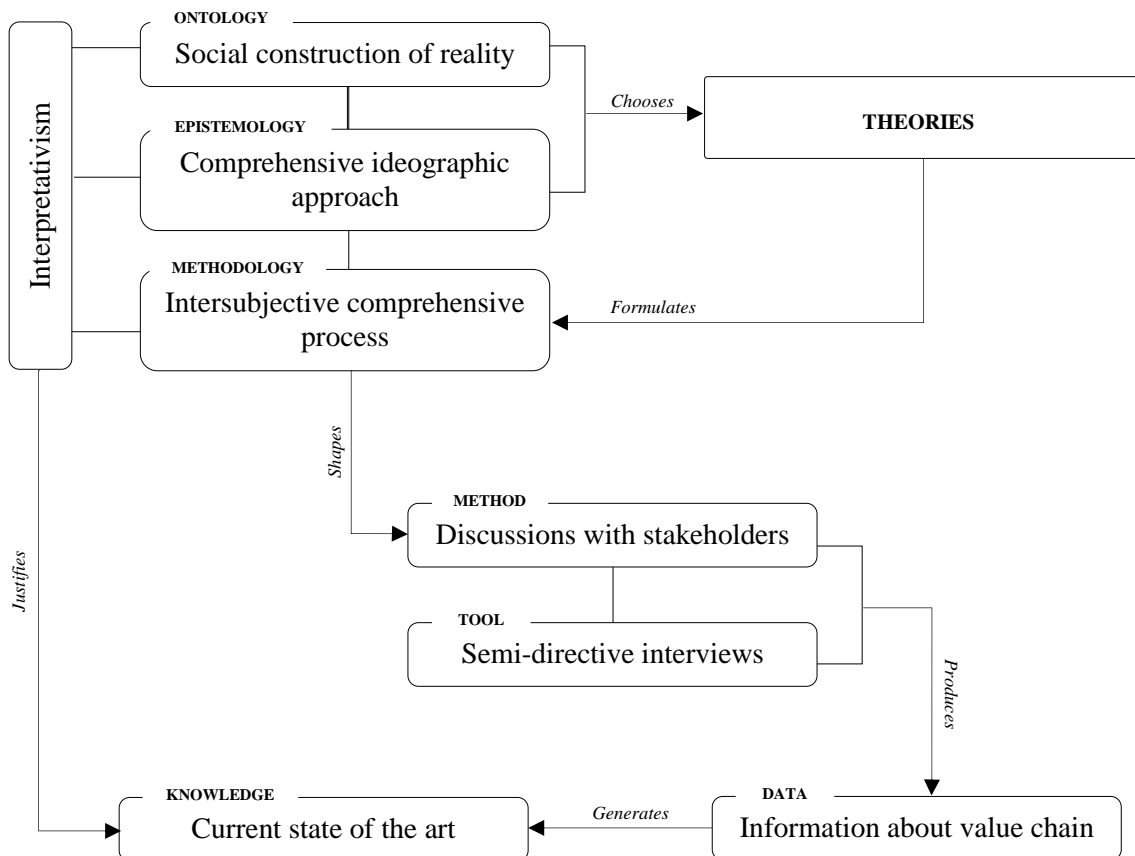 Interpretativism
ONTOLOGY
Social construction of reality
EPISTEMOLOGY
Comprehensive ideographic
approach
METHODOLOGY
Intersubjective comprehensive
process
Chooses
THEORIES
Formulates
Shapes
METHOD
Discussions with stakeholders
TOOL
Semi-directive interviews
Justifies
Produces
KNOWLEDGE
Current state of the art
Generates
DATA
Information about value chain